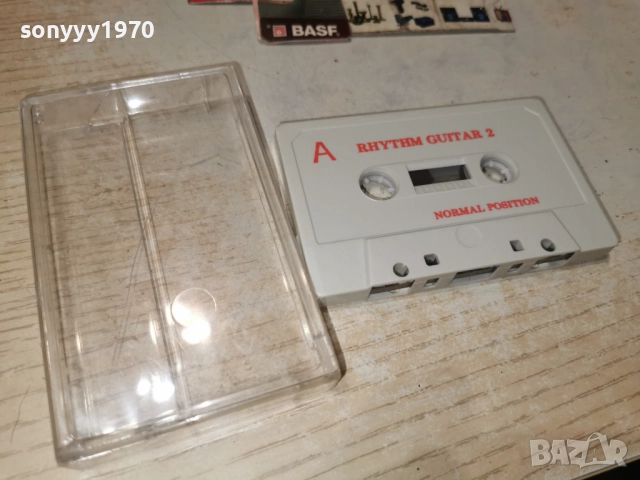 sonyyy1970
BASF
A
RHYTHM GUITAR 2
NORMAL POSITION
BAZAR